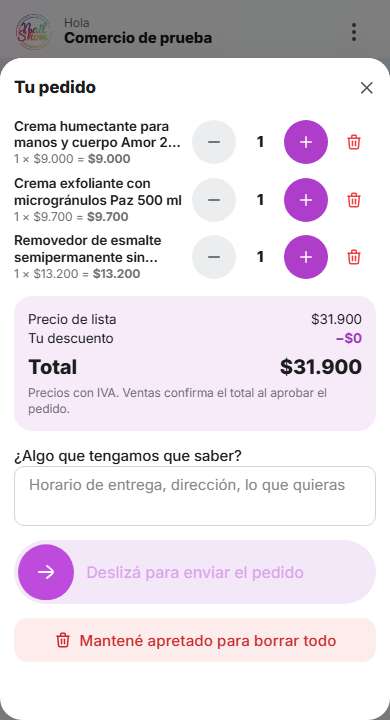 Nail Show
Hola
Comercio de prueba
Tu pedido
Crema humectante para
manos y cuerpo Amor 2...
1 × $9.000 = $9.000
1
Crema exfoliante con
microgránulos Paz 500 ml
1 × $9.700 = $9.700
1
Removedor de esmalte
semipermanente sin...
1 × $13.200 = $13.200
1
Precio de lista $31.900
Tu descuento −$0
Total $31.900
Precios con IVA. Ventas confirma el total al aprobar el
pedido.
¿Algo que tengamos que saber?
Horario de entrega, dirección, lo que quieras
Deslizá para enviar el pedido
Mantené apretado para borrar todo